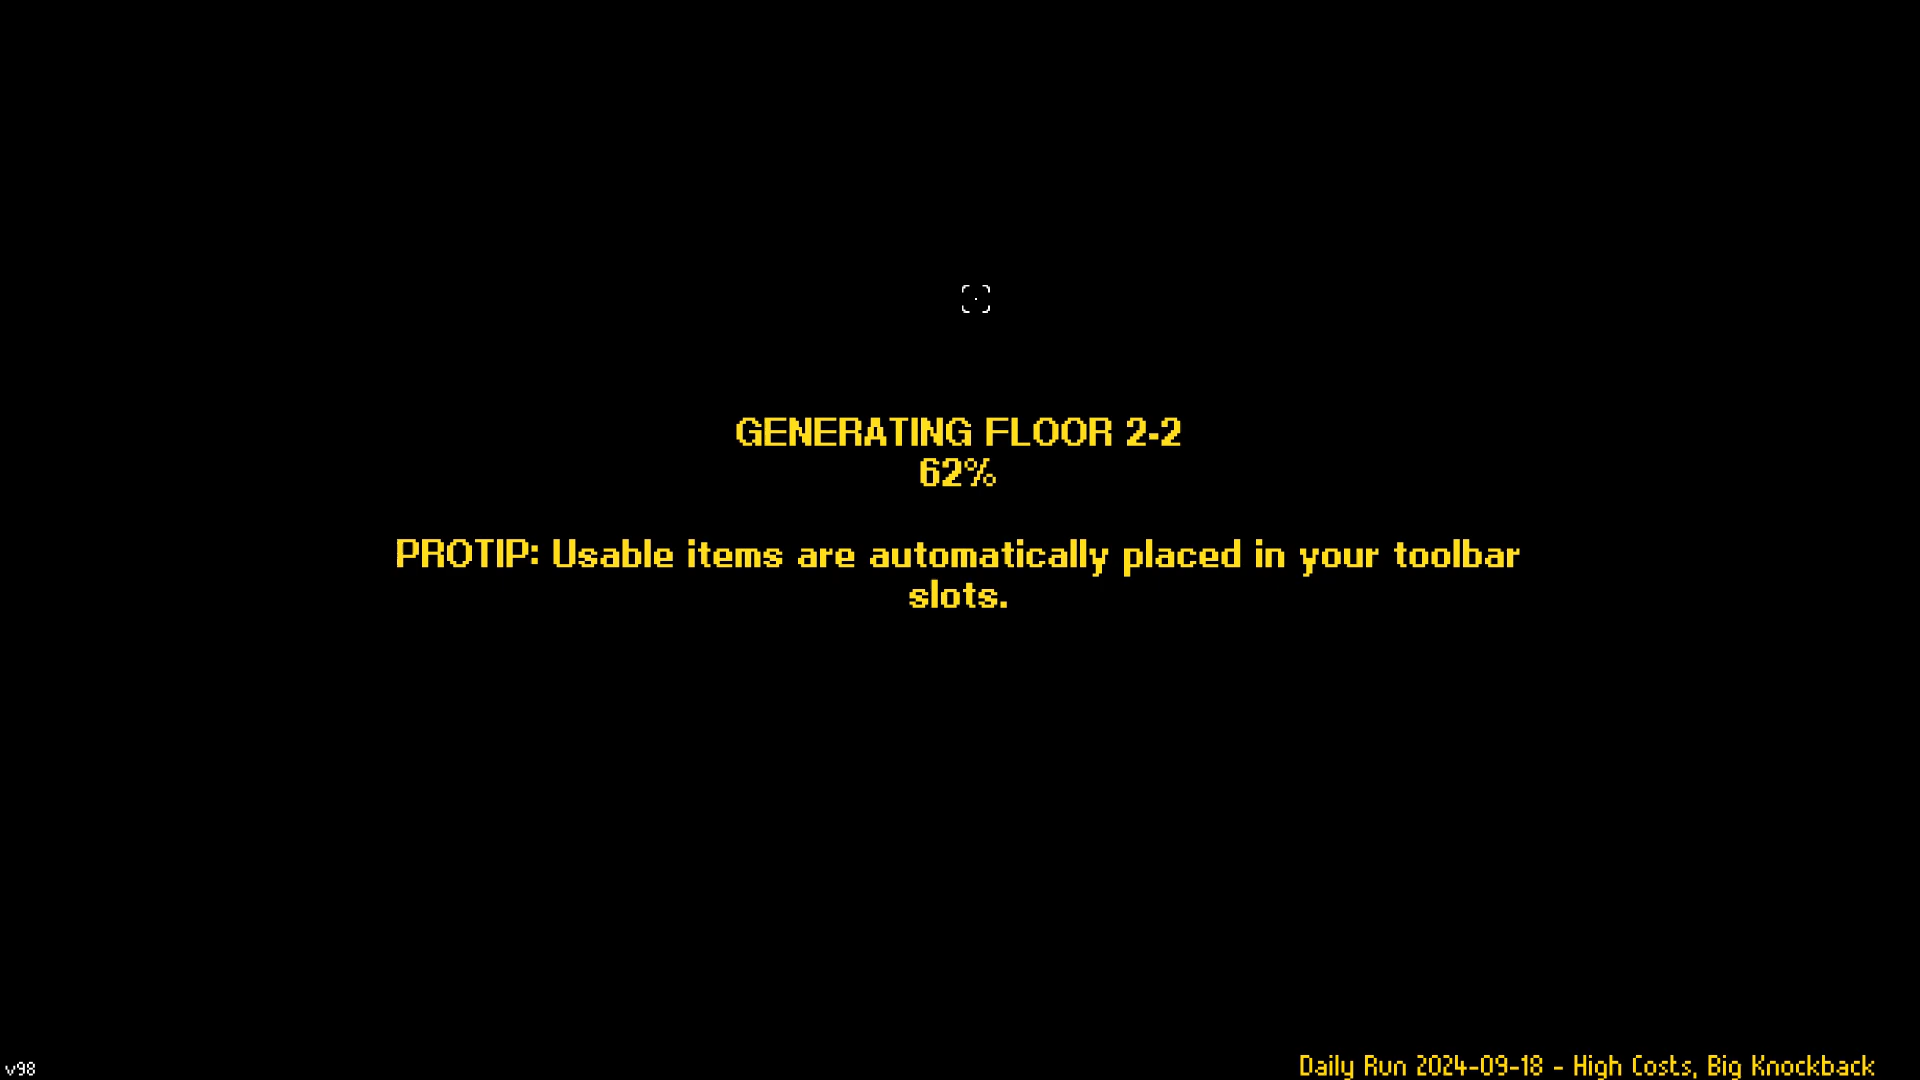 GENERATING FLOOR 2-2
62%
PROTIP: Usable items are automatically placed in your toolbar
slots.
v98
Daily Run 2024-09-18 - High Costs, Big Knockback